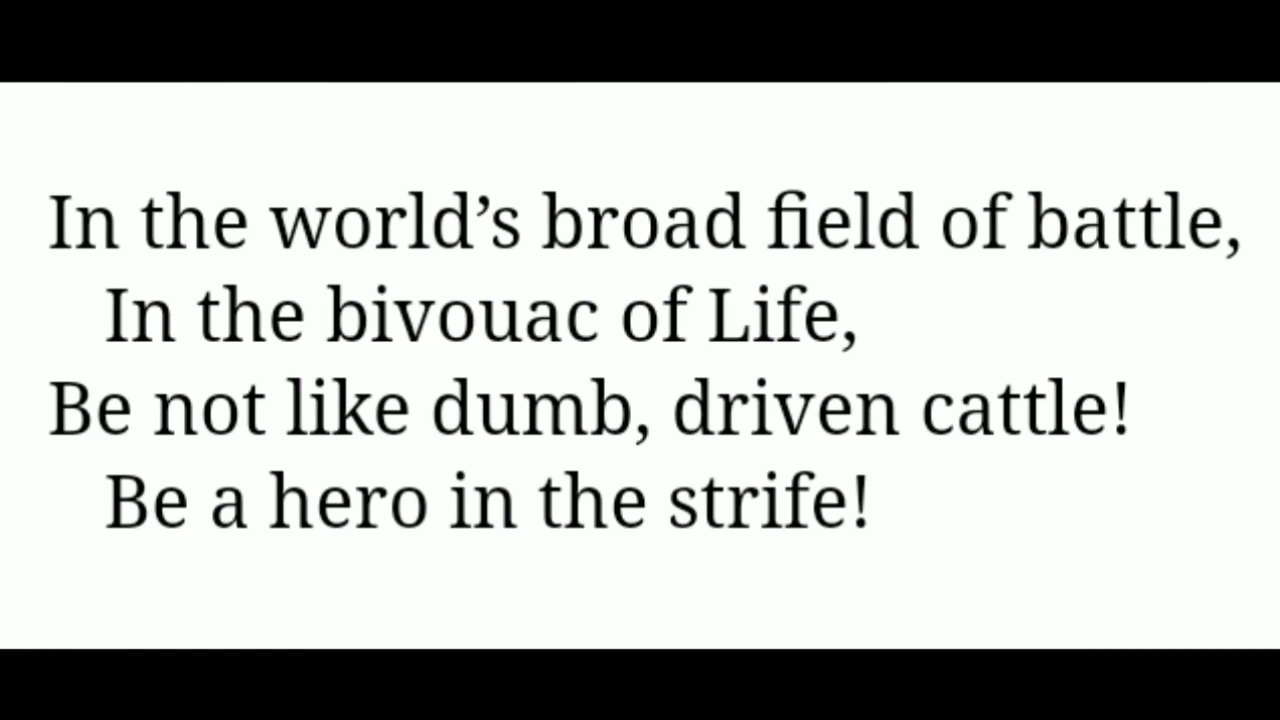 In the world’s broad field of battle,
In the bivouac of Life,
Be not like dumb, driven cattle!
Be a hero in the strife!